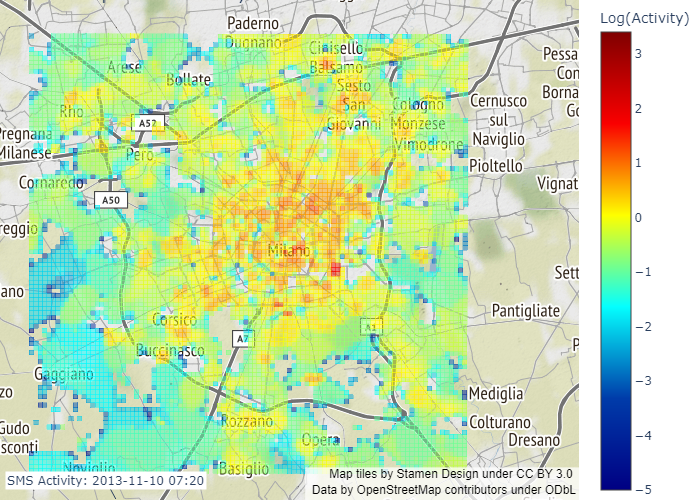 Log(Activity)
3
2
1
0
−1
−2
−3
−4
−5
Paderno
Dugnano
Cinisello
Balsamo
Arese
Bollate
Sesto
San
Giovanni
Rho
A52
Cologno
Monzese
Cernusco
sul
Naviglio
Pregnana
Milanese
Pero
Vimodrone
Pioltello
Cornaredo
A50
Vignat
reggio
Milano
Sett
ano
Corsico
A1
Pantigliate
A7
Buccinasco
Gaggiano
Mediglia
Rozzano
Colturano
Gudo
sconti
Opera
Dresano
Noviglio
Basiglio
Pessa
Con
Borna
Go
P
zo
SMS Activity: 2013-11-10 07:20
Map tiles by Stamen Design under CC BY 3.0
Data by OpenStreetMap contributors under ODbL